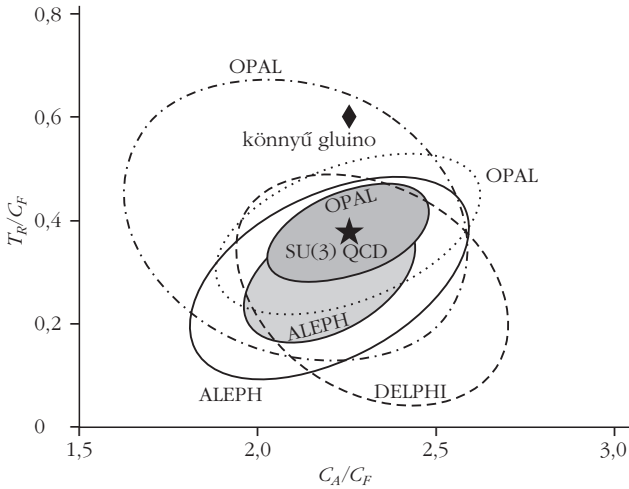 0,8
OPAL
0,6
könnyű gluino
OPAL
OPAL
T_R/C_F
0,4
SU(3) QCD
0,2
ALEPH
ALEPH
DELPHI
0
1,5
2,0
2,5
3,0
C_A/C_F